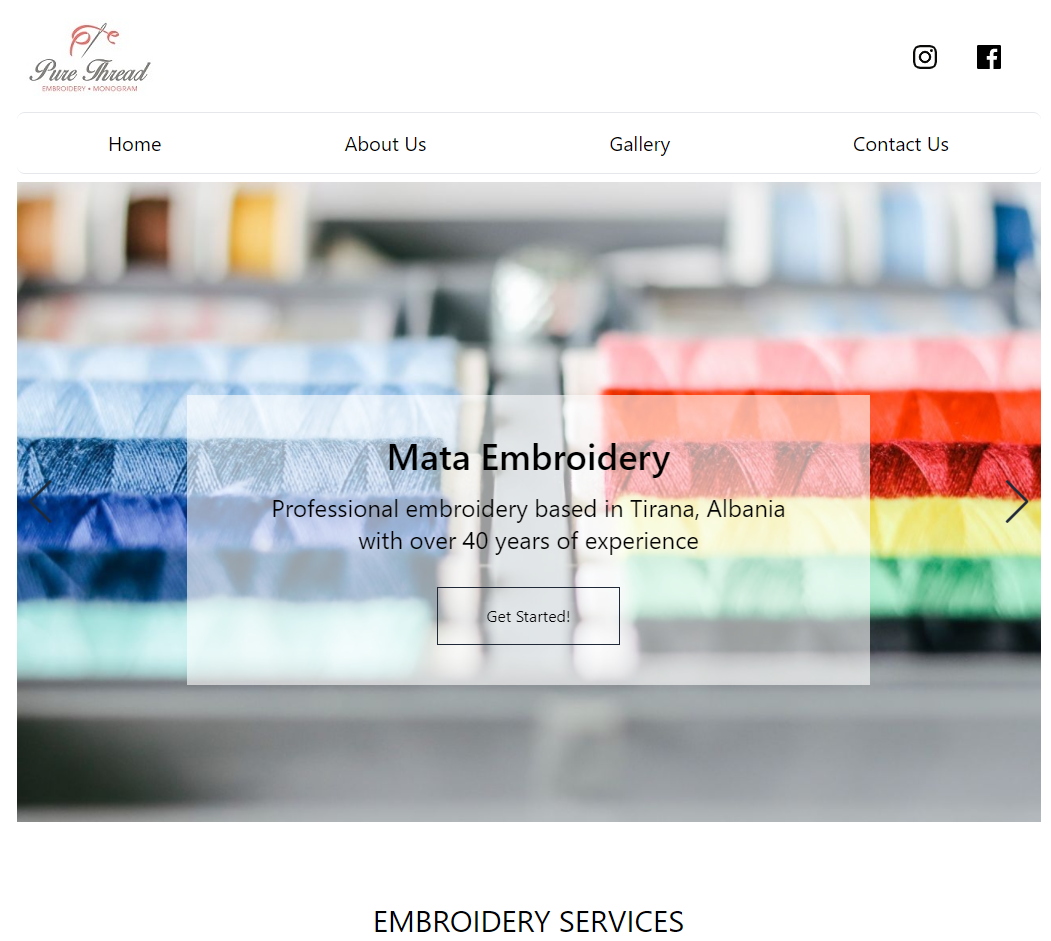 Pure Thread
EMBROIDERY • MONOGRAM
Home About Us Gallery Contact Us
Mata Embroidery
Professional embroidery based in Tirana, Albania
with over 40 years of experience
Get Started!
EMBROIDERY SERVICES